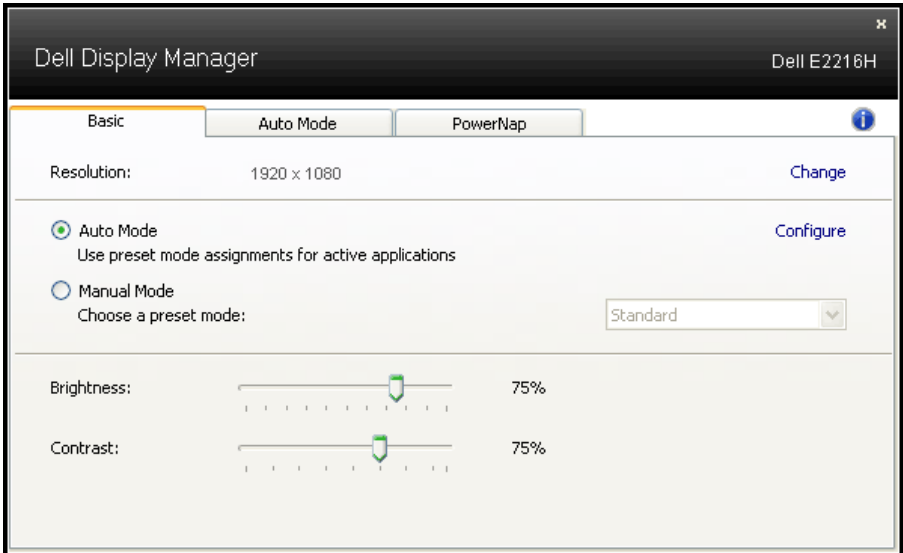 Dell Display Manager
Dell E2216H
Basic
Auto Mode
PowerNap
Resolution:
1920 x 1080
Change
Auto Mode
Configure
Use preset mode assignments for active applications
Manual Mode
Choose a preset mode:
Standard
Brightness:
75%
Contrast:
75%